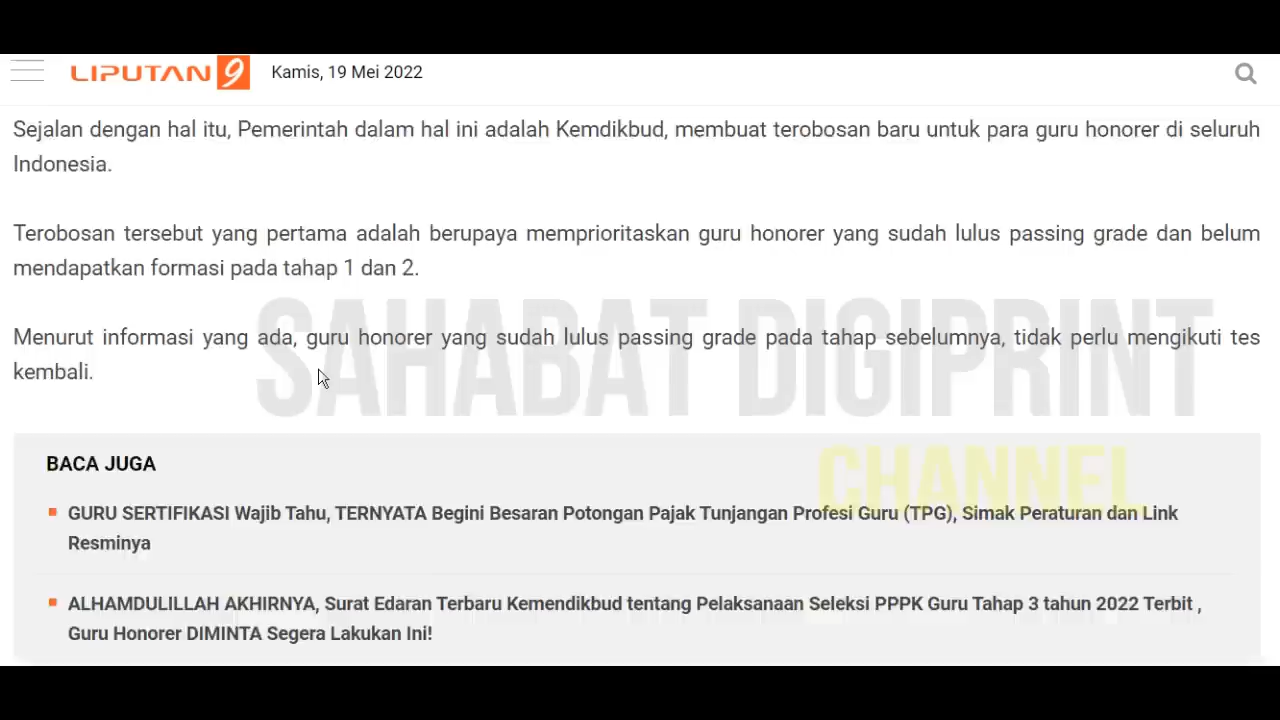 LIPUTAN 9 Kamis, 19 Mei 2022
Sejalan dengan hal itu, Pemerintah dalam hal ini adalah Kemdikbud, membuat terobosan baru untuk para guru honorer di seluruh
Indonesia.
Terobosan tersebut yang pertama adalah berupaya memprioritaskan guru honorer yang sudah lulus passing grade dan belum
mendapatkan formasi pada tahap 1 dan 2.
Menurut informasi yang ada, guru honorer yang sudah lulus passing grade pada tahap sebelumnya, tidak perlu mengikuti tes
kembali.
SAHABAT DIGIPRINT
CHANNEL
BACA JUGA
GURU SERTIFIKASI Wajib Tahu, TERNYATA Begini Besaran Potongan Pajak Tunjangan Profesi Guru (TPG), Simak Peraturan dan Link
Resminya
ALHAMDULILLAH AKHIRNYA, Surat Edaran Terbaru Kemendikbud tentang Pelaksanaan Seleksi PPPK Guru Tahap 3 tahun 2022 Terbit ,
Guru Honorer DIMINTA Segera Lakukan Ini!